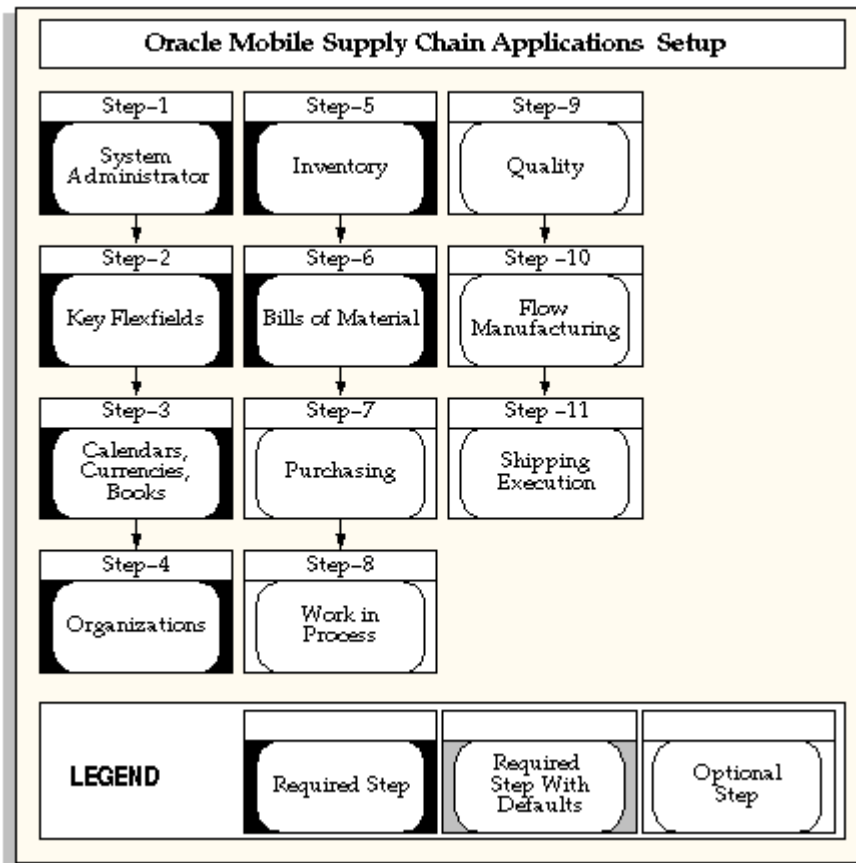 Oracle Mobile Supply Chain Applications Setup
Step-1
System
Administrator
Step-2
Key Flexfields
Step-3
Calendars,
Currencies,
Books
Step-4
Organizations
Step-5
Inventory
Step-6
Bills of Material
Step-7
Purchasing
Step-8
Work in
Process
Step-9
Quality
Step -10
Flow
Manufacturing
Step -11
Shipping
Execution
LEGEND
Required Step
Required
Step With
Defaults
Optional
Step